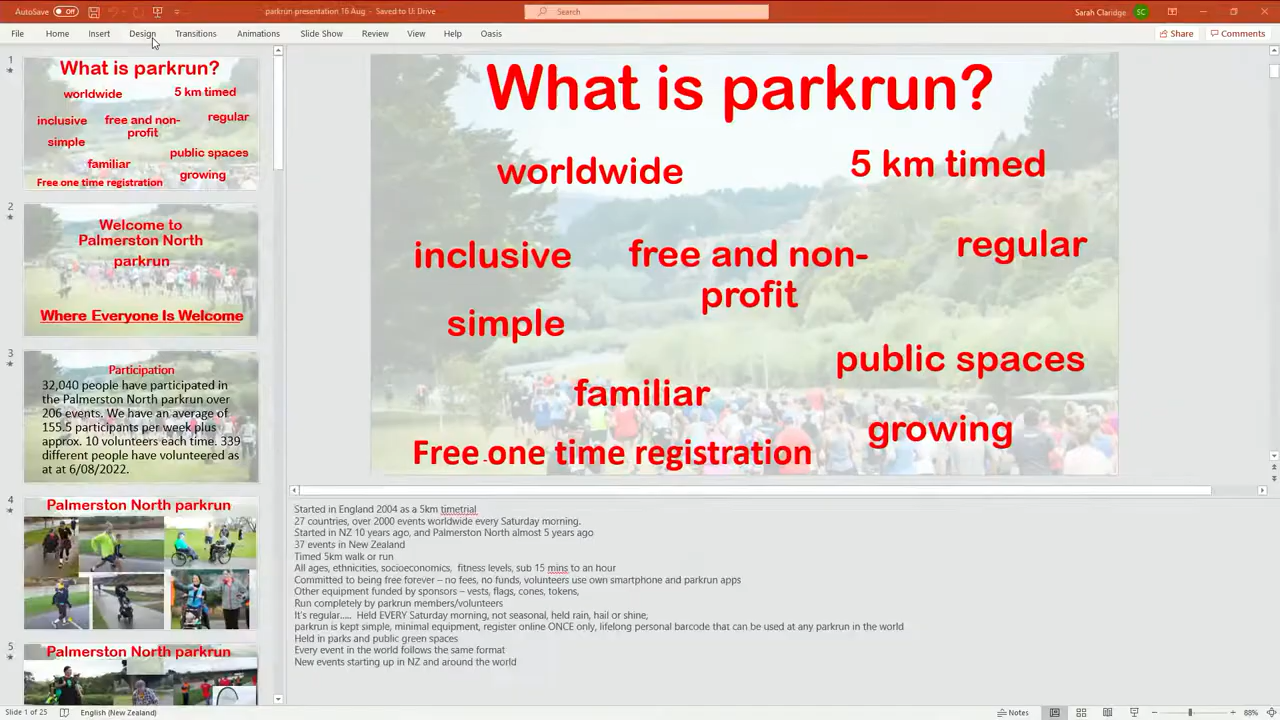 AutoSave Off
parkrun presentation 16 Aug - Saved to U: Drive
Search
Sarah Claridge SC
File Home Insert Design Transitions Animations Slide Show Review View Help Oasis
Share Comments
1
What is parkrun?
worldwide 5 km timed
inclusive free and non-profit regular
simple
familiar public spaces
Free one time registration growing
2
Welcome to
Palmerston North
parkrun
Where Everyone Is Welcome
3
Participation
32,040 people have participated in
the Palmerston North parkrun over
206 events. We have an average of
155.5 participants per week plus
approx. 10 volunteers each time. 339
different people have volunteered as
at at 6/08/2022.
4
Palmerston North parkrun
5
Palmerston North parkrun
What is parkrun?
worldwide 5 km timed
inclusive free and non-
profit
regular
simple
public spaces
familiar
growing
Free one time registration
Started in England 2004 as a 5km timetrial
27 countries, over 2000 events worldwide every Saturday morning.
Started in NZ 10 years ago, and Palmerston North almost 5 years ago
37 events in New Zealand
Timed 5km walk or run
All ages, ethnicities, socioeconomics, fitness levels, sub 15 mins to an hour
Committed to being free forever – no fees, no funds, volunteers use own smartphone and parkrun apps
Other equipment funded by sponsors – vests, flags, cones, tokens,
Run completely by parkrun members/volunteers
It's regular..... Held EVERY Saturday morning, not seasonal, held rain, hail or shine,
parkrun is kept simple, minimal equipment, register online ONCE only, lifelong personal barcode that can be used at any parkrun in the world
Held in parks and public green spaces
Every event in the world follows the same format
New events starting up in NZ and around the world
Slide 1 of 25 English (New Zealand) Notes 88%